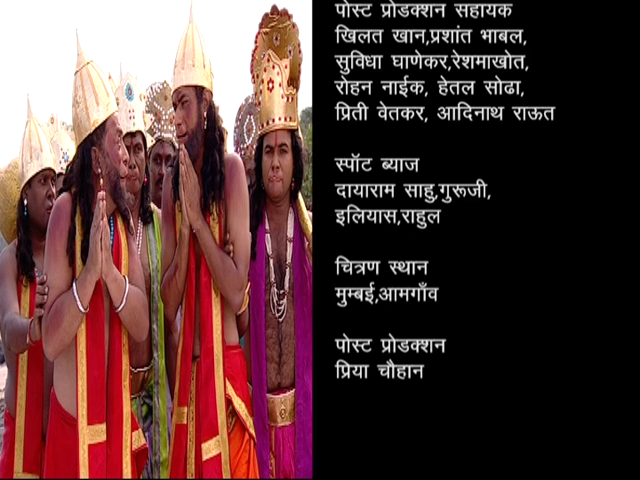 पोस्ट प्रोडक्शन सहायक
खिलत खान,प्रशांत भाबल,
सुविधा घाणेकर,रेशमाखोत,
रोहन नाईक, हेतल सोढा,
प्रिती वेतकर, आदिनाथ राऊत
स्पॉट ब्याज
दायाराम साहु,गुरूजी,
इलियास,राहुल
चित्रण स्थान
मुम्बई,आमगाँव
पोस्ट प्रोडक्शन
प्रिया चौहान